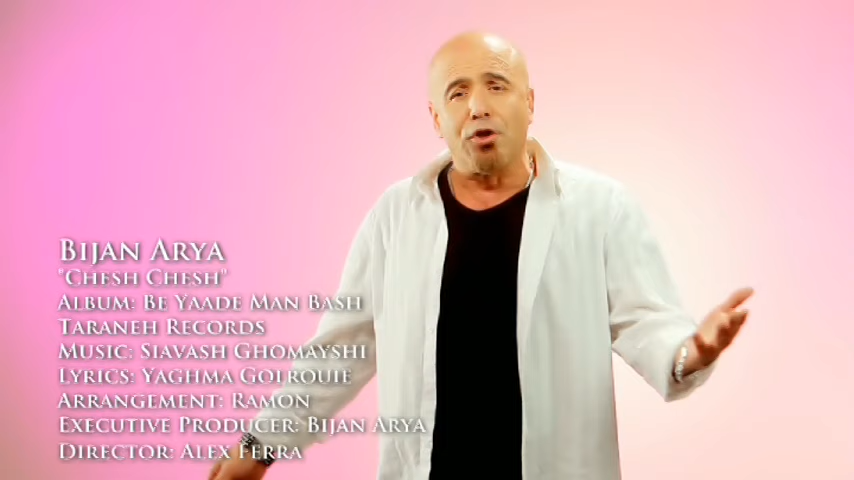 BIJAN ARYA
"CHESH CHESH"
ALBUM: BE YAADE MAN BASH
TARANEH RECORDS
MUSIC: SIAVASH GHOMAYSHI
LYRICS: YAGHMA GOLROUIE
ARRANGEMENT: RAMON
EXECUTIVE PRODUCER: BIJAN ARYA
DIRECTOR: ALEX FERRA